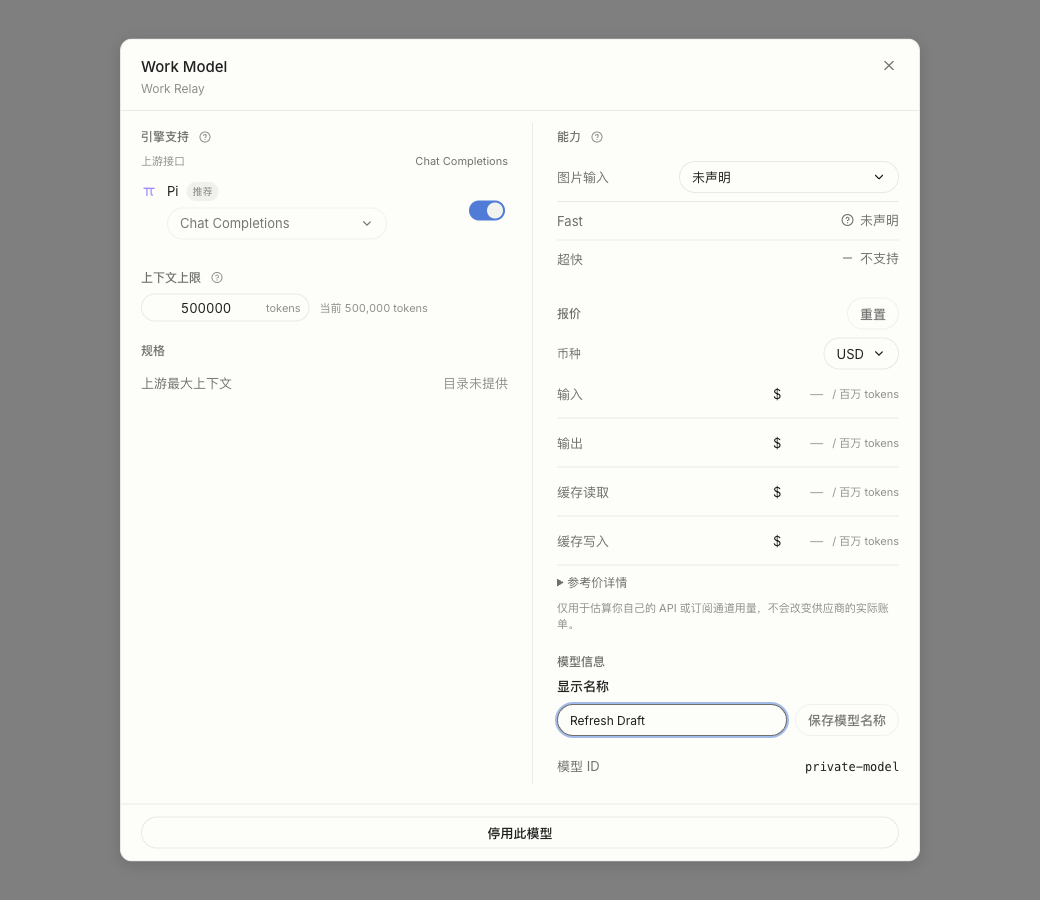 Work Model
Work Relay
引擎支持
上游接口
Chat Completions
Pi 推荐
Chat Completions
上下文上限
500000 tokens 当前 500,000 tokens
规格
上游最大上下文 目录未提供
能力
图片输入 未声明
Fast 未声明
超快 不支持
报价 重置
币种 USD
输入 $ — / 百万 tokens
输出 $ — / 百万 tokens
缓存读取 $ — / 百万 tokens
缓存写入 $ — / 百万 tokens
参考价详情
仅用于估算你自己的 API 或订阅通道用量，不会改变供应商的实际账
单。
模型信息
显示名称
Refresh Draft 保存模型名称
模型 ID private-model
停用此模型